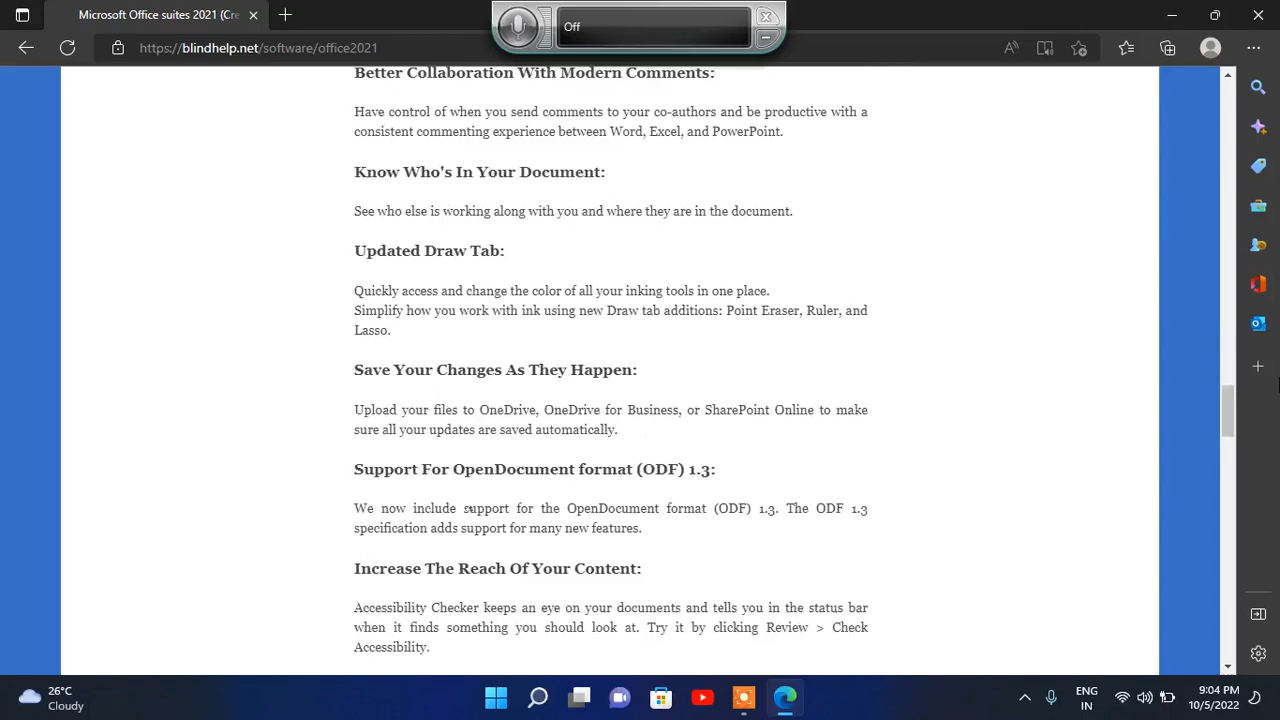 Microsoft Office suites 2021 (Cre
Off
https://blindhelp.net/software/office2021
Better Collaboration With Modern Comments:
Have control of when you send comments to your co-authors and be productive with a
consistent commenting experience between Word, Excel, and PowerPoint.
Know Who's In Your Document:
See who else is working along with you and where they are in the document.
Updated Draw Tab:
Quickly access and change the color of all your inking tools in one place.
Simplify how you work with ink using new Draw tab additions: Point Eraser, Ruler, and
Lasso.
Save Your Changes As They Happen:
Upload your files to OneDrive, OneDrive for Business, or SharePoint Online to make
sure all your updates are saved automatically.
Support For OpenDocument format (ODF) 1.3:
We now include support for the OpenDocument format (ODF) 1.3. The ODF 1.3
specification adds support for many new features.
Increase The Reach Of Your Content:
Accessibility Checker keeps an eye on your documents and tells you in the status bar
when it finds something you should look at. Try it by clicking Review > Check
Accessibility.
26°C
Cloudy
ENG
IN
9:04 PM
10/5/2022